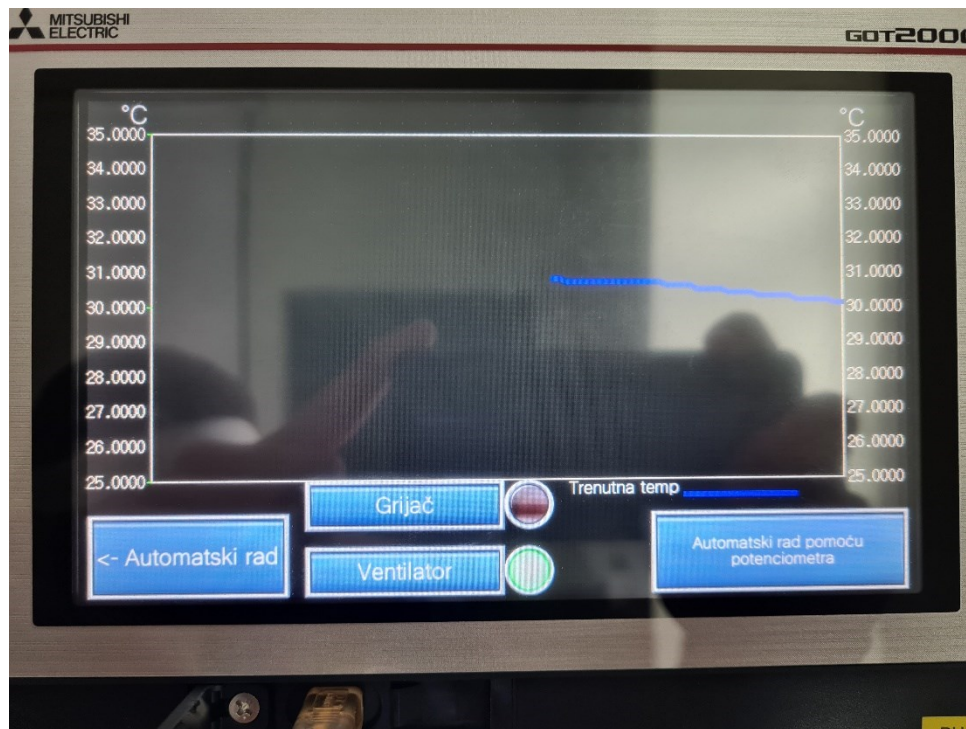 MITSUBISHI
ELECTRIC
GOT200
°C
°C
35.0000
35.0000
34.0000
34.0000
33.0000
33.0000
32.0000
32.0000
31.0000
31.0000
30.0000
30.0000
29.0000
29.0000
28.0000
28.0000
27.0000
27.0000
26.0000
26.0000
25.0000
25.0000
Trenutna temp
Grijač
<- Automatski rad
Ventilator
Automatski rad pomoću
potenciometra